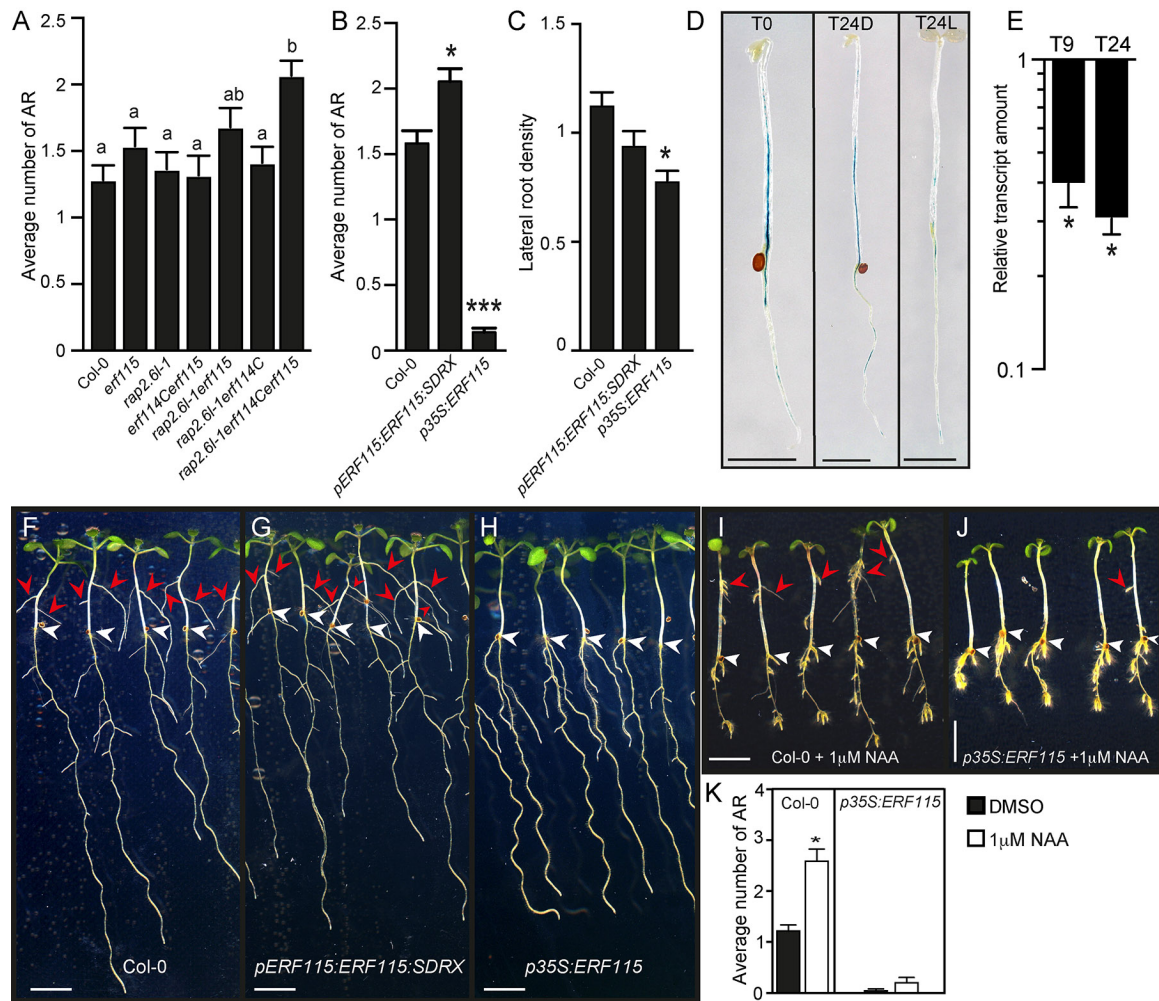 A
Average number of AR
2.5
2
1.5
1
.5
0
a
a
a
a
ab
a
b
Col-0
erf115
rap2.6l-1
erf114Cerf115
rap2.6l-1erf115
rap2.6l-1erf114C
rap2.6l-1erf114Cerf115
B
Average number of AR
2.5
2
1.5
1
.5
0
*
***
Col-0
pERF115:ERF115:SDRX
p35S:ERF115
C
Lateral root density
1.5
1
0.5
0
*
Col-0
pERF115:ERF115:SDRX
p35S:ERF115
D
T0
T24D
T24L
E
T9
T24
Relative transcript amount
1
0.1
*
*
F
Col-0
G
pERF115:ERF115:SDRX
H
p35S:ERF115
I
Col-0 + 1μM NAA
J
p35S:ERF115 +1μM NAA
K
Average number of AR
4
3
2
1
0
Col-0
p35S:ERF115
*
DMSO
1μM NAA